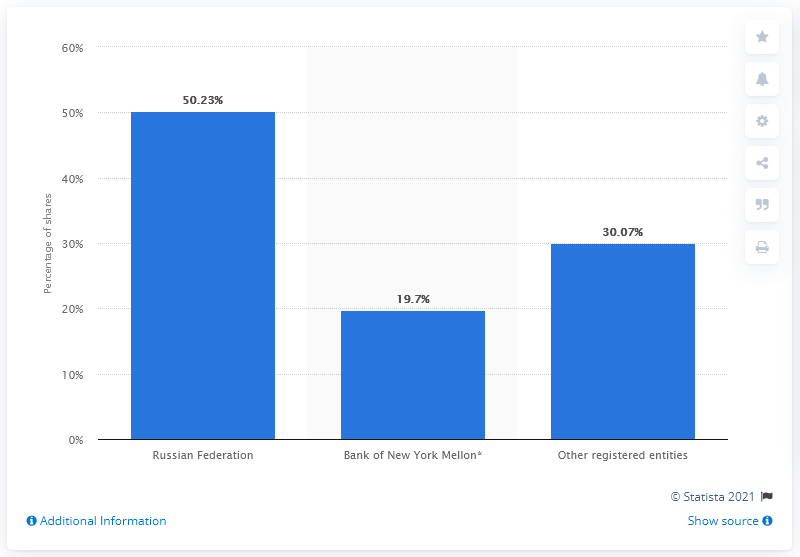 60%
50%
40%
30%
20%
10%
0%
Percentage of shares
50.23%
19.7%
30.07%
Russian Federation
Bank of New York Mellon*
Other registered entities
© Statista 2021
Additional Information
Show source